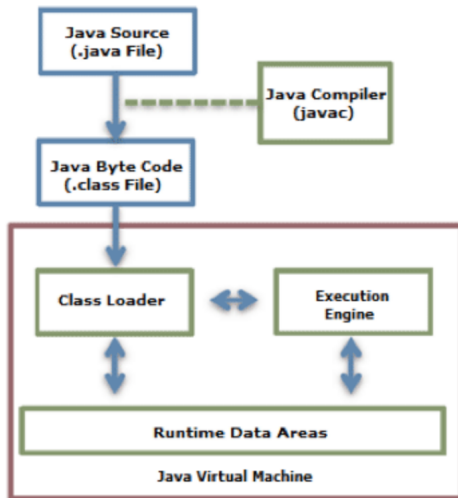 Java Source
(.java File)
Java Compiler
(javac)
Java Byte Code
(.class File)
Class Loader
Execution
Engine
Runtime Data Areas
Java Virtual Machine